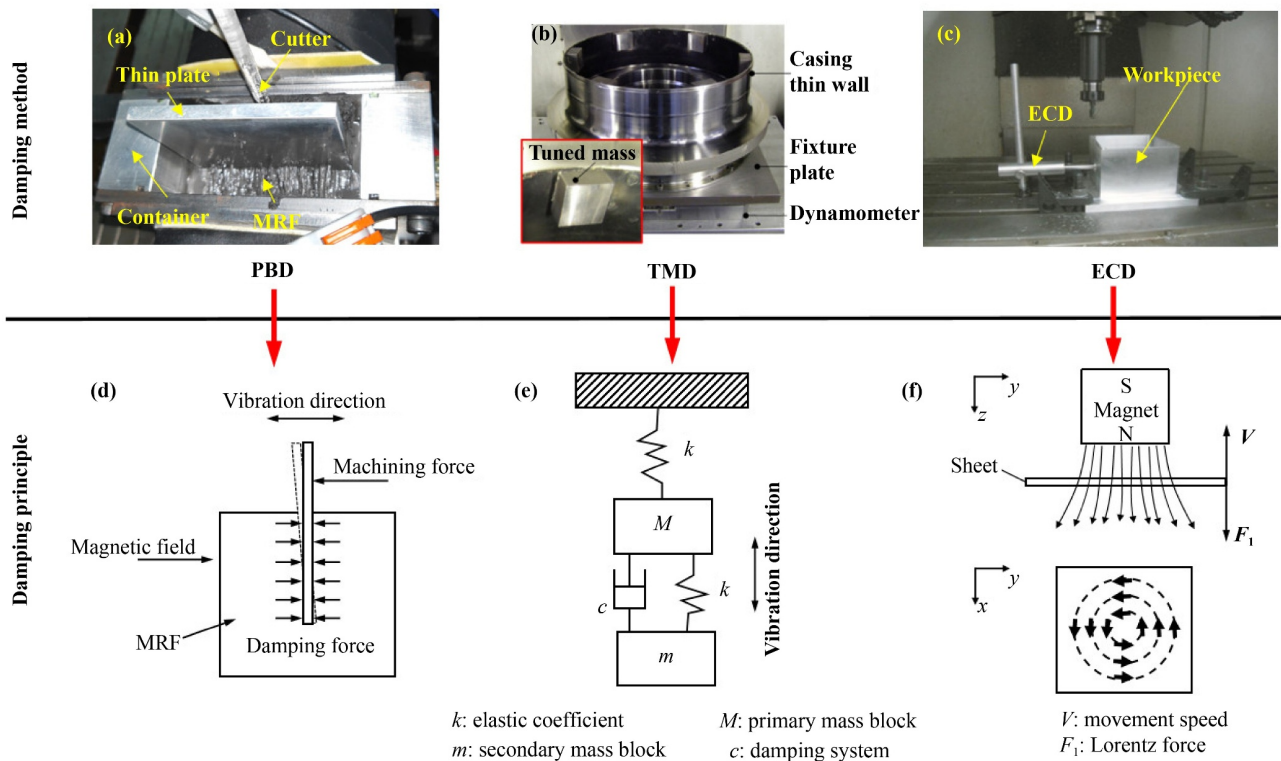 Damping method
(a)
Cutter
Thin plate
Container
MRF
(b)
Casing
thin wall
Tuned mass
Fixture
plate
Dynamometer
(c)
Workpiece
ECD
PBD
TMD
ECD
Damping principle
(d)
Vibration direction
Machining force
Magnetic field
MRF
Damping force
(e)
k
M
c
k
m
Vibration direction
(f)
y
z
S
Magnet
N
V
Sheet
F₁
y
x
k: elastic coefficient
M: primary mass block
V: movement speed
m: secondary mass block
c: damping system
F₁: Lorentz force